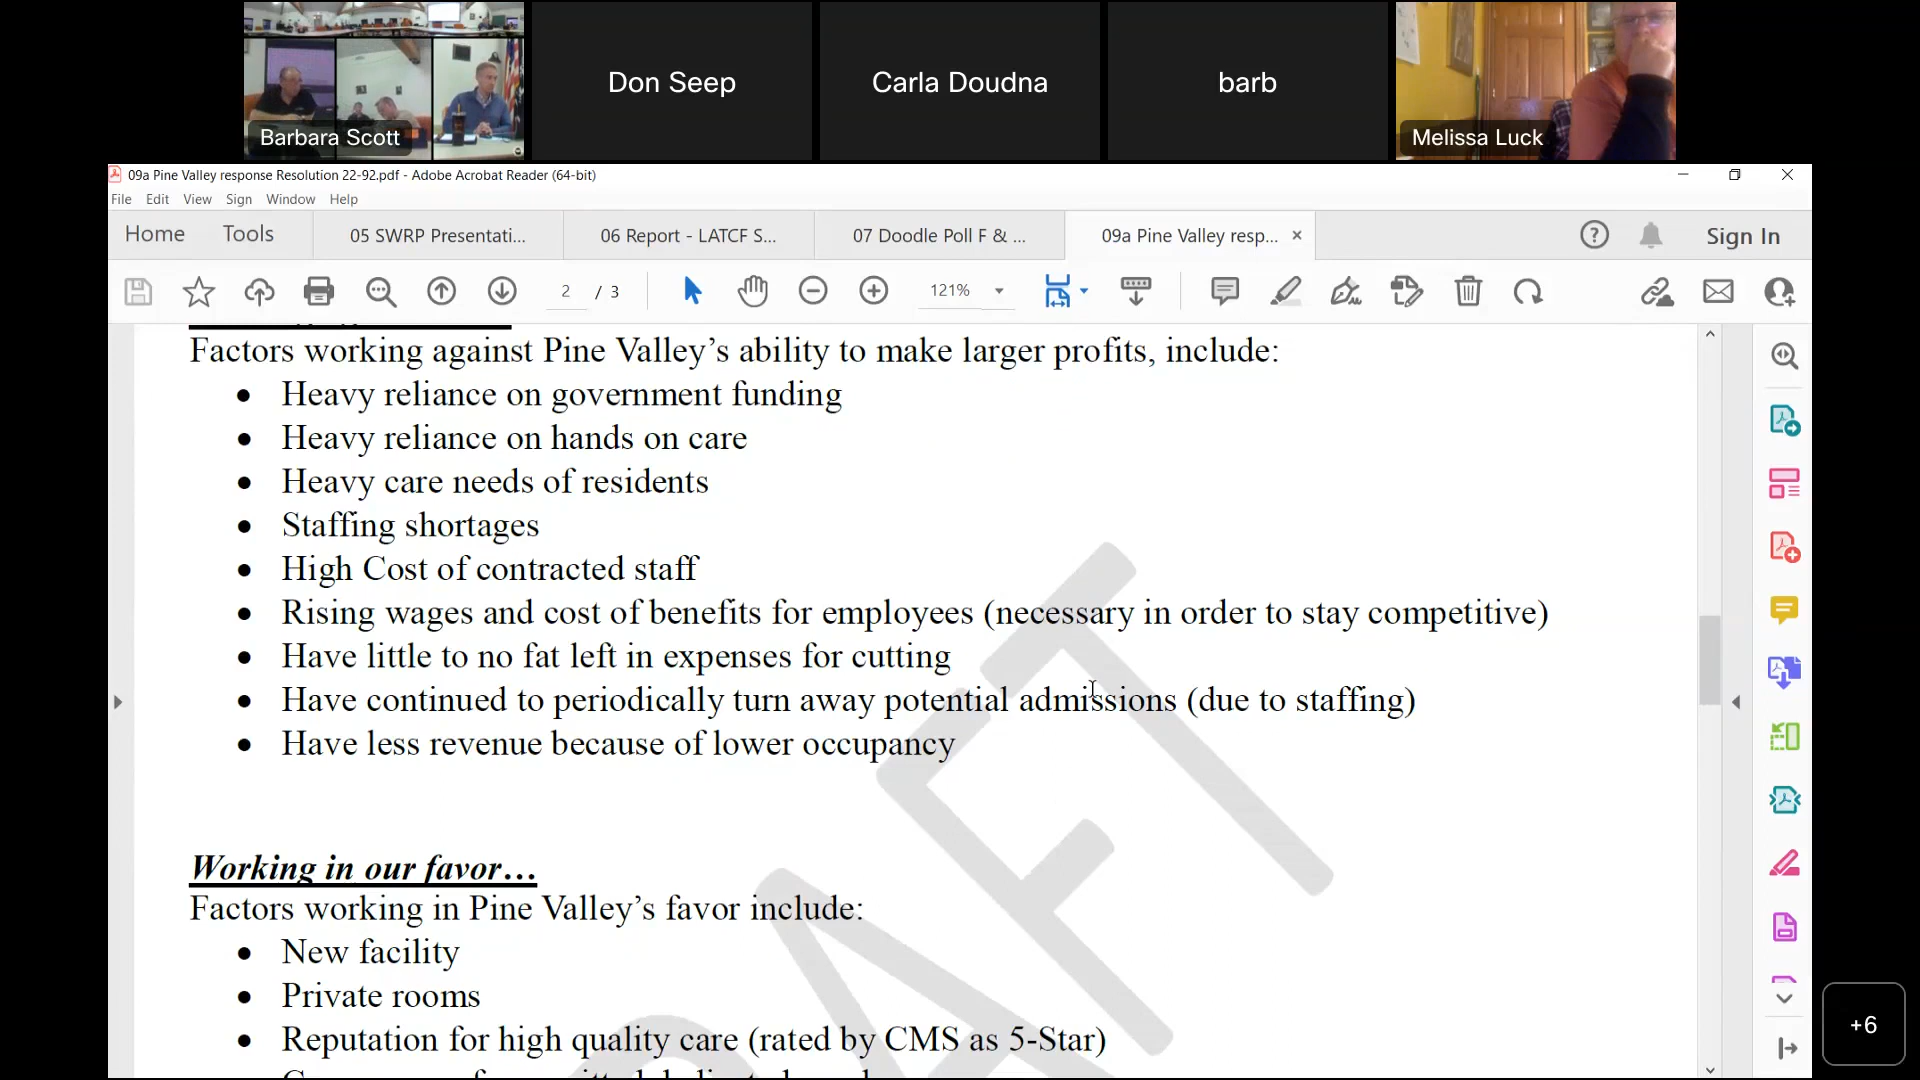 Don Seep
Carla Doudna
barb
Barbara Scott
Melissa Luck
09a Pine Valley response Resolution 22-92.pdf - Adobe Acrobat Reader (64-bit)
File Edit View Sign Window Help
Home Tools 05 SWRP Presentati... 06 Report - LATCF S... 07 Doodle Poll F & ... 09a Pine Valley resp... × Sign In
2 / 3 121%
Factors working against Pine Valley’s ability to make larger profits, include:
• Heavy reliance on government funding
• Heavy reliance on hands on care
• Heavy care needs of residents
• Staffing shortages
• High Cost of contracted staff
• Rising wages and cost of benefits for employees (necessary in order to stay competitive)
• Have little to no fat left in expenses for cutting
• Have continued to periodically turn away potential admissions (due to staffing)
• Have less revenue because of lower occupancy
Working in our favor…
Factors working in Pine Valley’s favor include:
• New facility
• Private rooms
• Reputation for high quality care (rated by CMS as 5-Star)
+6